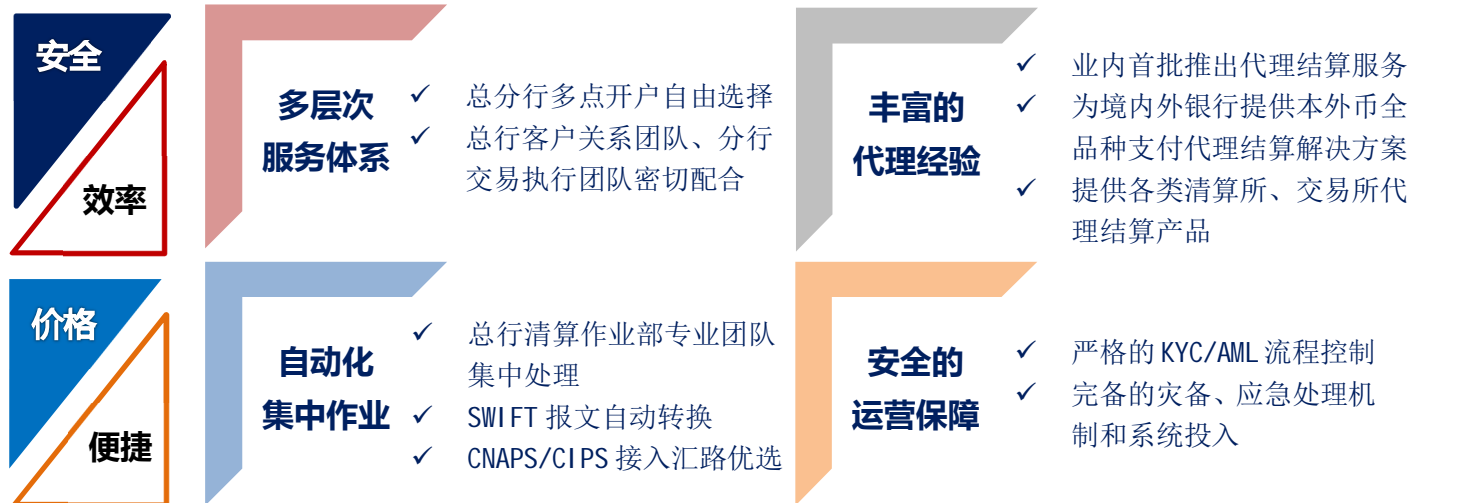 安全
效率
价格
便捷
多层次
服务体系
✓ 总分行多点开户自由选择
✓ 总行客户关系团队、分行
交易执行团队密切配合
丰富的
代理经验
✓ 业内首批推出代理结算服务
✓ 为境内外银行提供本外币全
品种支付代理结算解决方案
✓ 提供各类清算所、交易所代
理结算产品
自动化
集中作业
✓ 总行清算作业部专业团队
集中处理
✓ SWIFT 报文自动转换
✓ CNAPS/CIPS 接入汇路优选
安全的
运营保障
✓ 严格的 KYC/AML 流程控制
✓ 完备的灾备、应急处理机
制和系统投入